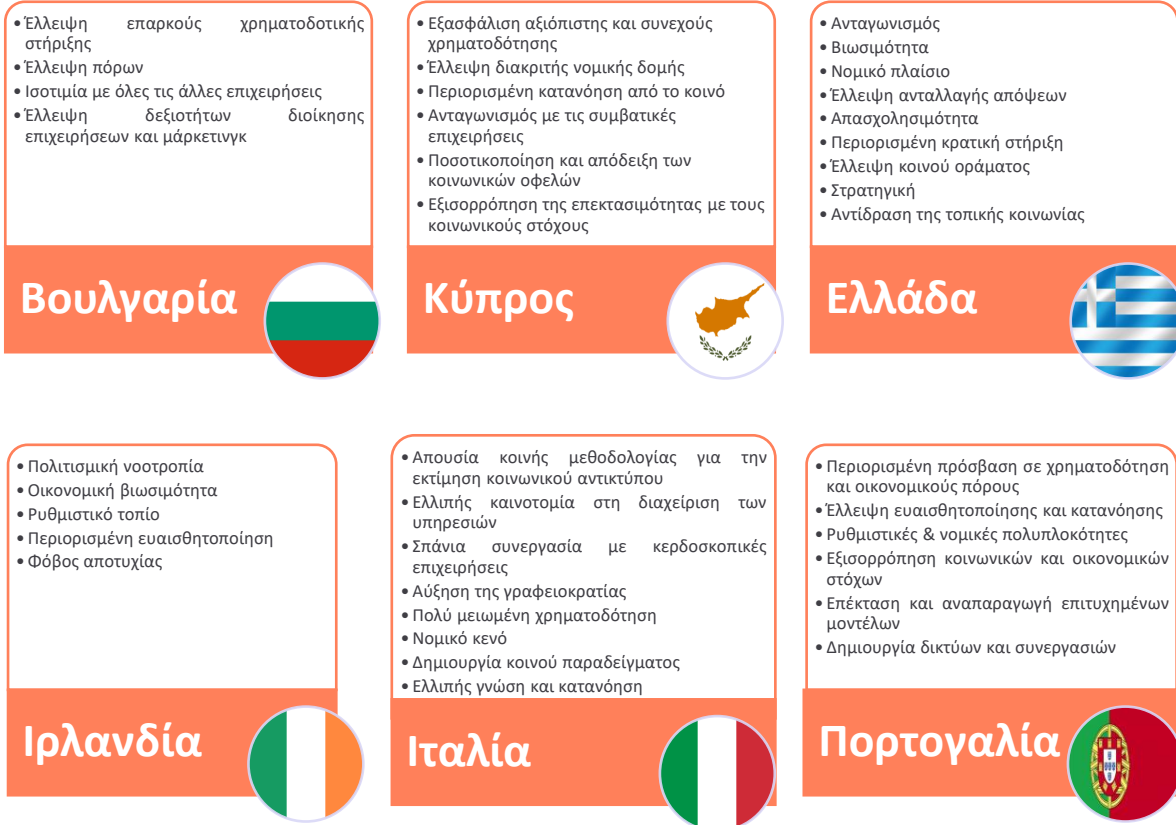 • Έλλειψη επαρκούς χρηματοδοτικής
στήριξης
• Έλλειψη πόρων
• Ισοτιμία με όλες τις άλλες επιχειρήσεις
• Έλλειψη δεξιοτήτων διοίκησης
επιχειρήσεων και μάρκετινγκ
Βουλγαρία
• Εξασφάλιση αξιόπιστης και συνεχούς
χρηματοδότησης
• Έλλειψη διακριτής νομικής δομής
• Περιορισμένη κατανόηση από το κοινό
• Ανταγωνισμός με τις συμβατικές
επιχειρήσεις
• Ποσοτικοποίηση και απόδειξη των
κοινωνικών οφελών
• Εξισορρόπηση της επεκτασιμότητας με τους
κοινωνικούς στόχους
Κύπρος
• Ανταγωνισμός
• Βιωσιμότητα
• Νομικό πλαίσιο
• Έλλειψη ανταλλαγής απόψεων
• Απασχολησιμότητα
• Περιορισμένη κρατική στήριξη
• Έλλειψη κοινού οράματος
• Στρατηγική
• Αντίδραση της τοπικής κοινωνίας
Ελλάδα
• Πολιτισμική νοοτροπία
• Οικονομική βιωσιμότητα
• Ρυθμιστικό τοπίο
• Περιορισμένη ευαισθητοποίηση
• Φόβος αποτυχίας
Ιρλανδία
• Απουσία κοινής μεθοδολογίας για την
εκτίμηση κοινωνικού αντικτύπου
• Ελλιπής καινοτομία στη διαχείριση των
υπηρεσιών
• Σπάνια συνεργασία με κερδοσκοπικές
επιχειρήσεις
• Αύξηση της γραφειοκρατίας
• Πολύ μειωμένη χρηματοδότηση
• Νομικό κενό
• Δημιουργία κοινού παραδείγματος
• Ελλιπής γνώση και κατανόηση
Ιταλία
• Περιορισμένη πρόσβαση σε χρηματοδότηση
και οικονομικούς πόρους
• Έλλειψη ευαισθητοποίησης και κατανόησης
• Ρυθμιστικές & νομικές πολυπλοκότητες
• Εξισορρόπηση κοινωνικών και οικονομικών
στόχων
• Επέκταση και αναπαραγωγή επιτυχημένων
μοντέλων
• Δημιουργία δικτύων και συνεργασιών
Πορτογαλία